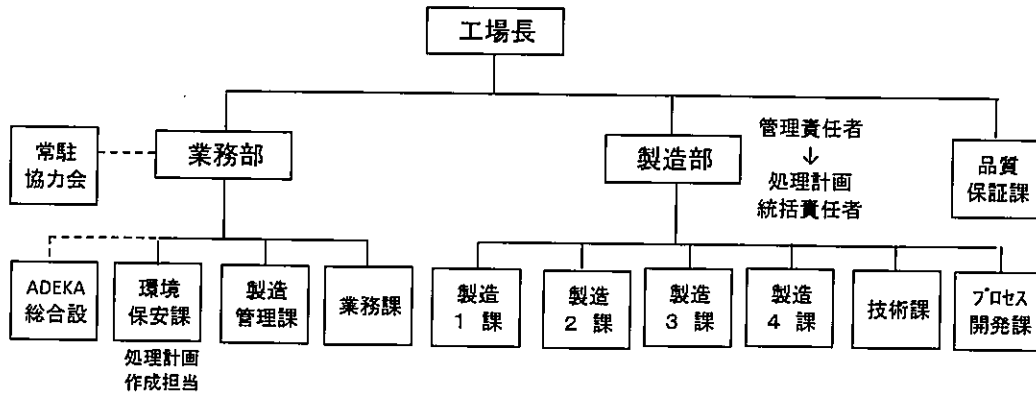 工場長
常駐
協力会
業務部
製造部
管理責任者
↓
処理計画
統括責任者
品質
保証課
ADEKA
総合設
環境
保安課
製造
管理課
業務課
製造
1 課
製造
2 課
製造
3 課
製造
4 課
技術課
プロセス
開発課
処理計画
作成担当